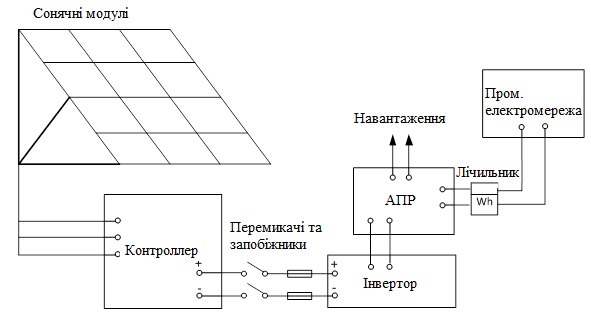 Сонячні модулі
Пром.
електромережа
Навантаження
Лічильник
АПР
Wh
Перемикачі та
запобіжники
Контроллер
+
-
+
-
Інвертор